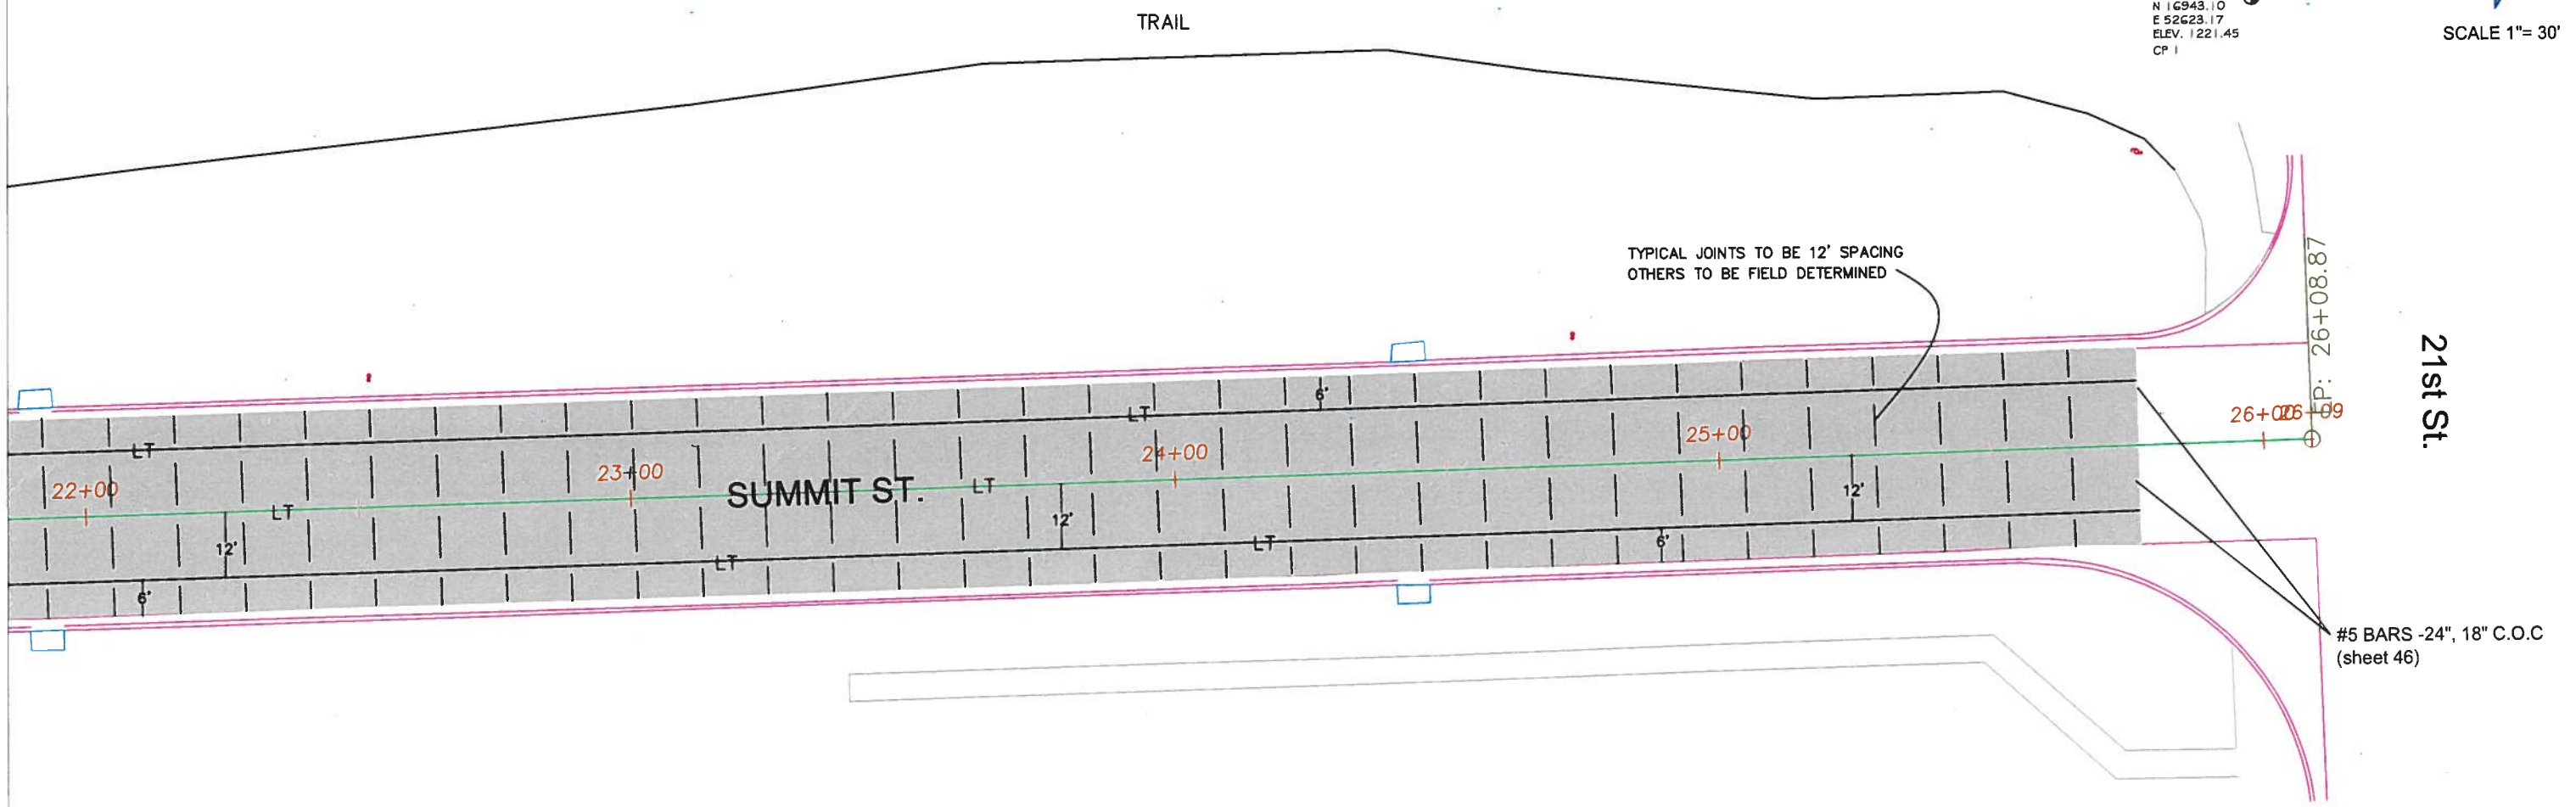 TRAIL
N 16943.10
E 52623.17
ELEV. 1221.45
CP 1
SCALE 1"= 30'
TYPICAL JOINTS TO BE 12' SPACING
OTHERS TO BE FIELD DETERMINED
EP: 26+08.87
21st St.
6'
LT
LT
26+00
26+09
25+00
24+00
23+00
22+00
SUMMIT ST.
LT
LT
12'
12'
12'
LT
LT
6'
6'
#5 BARS -24", 18" C.O.C
(sheet 46)